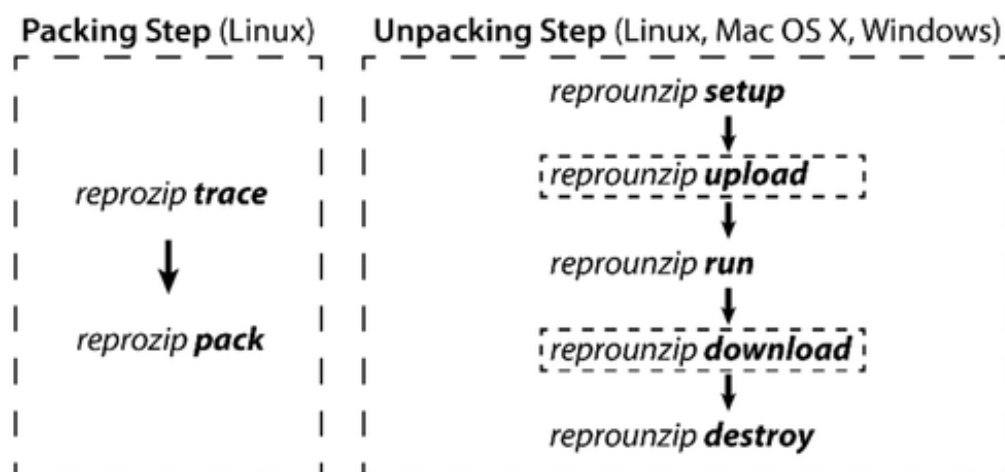 Packing Step (Linux)
reprozip trace
reprozip pack
Unpacking Step (Linux, Mac OS X, Windows)
reprounzip setup
reprounzip upload
reprounzip run
reprounzip download
reprounzip destroy